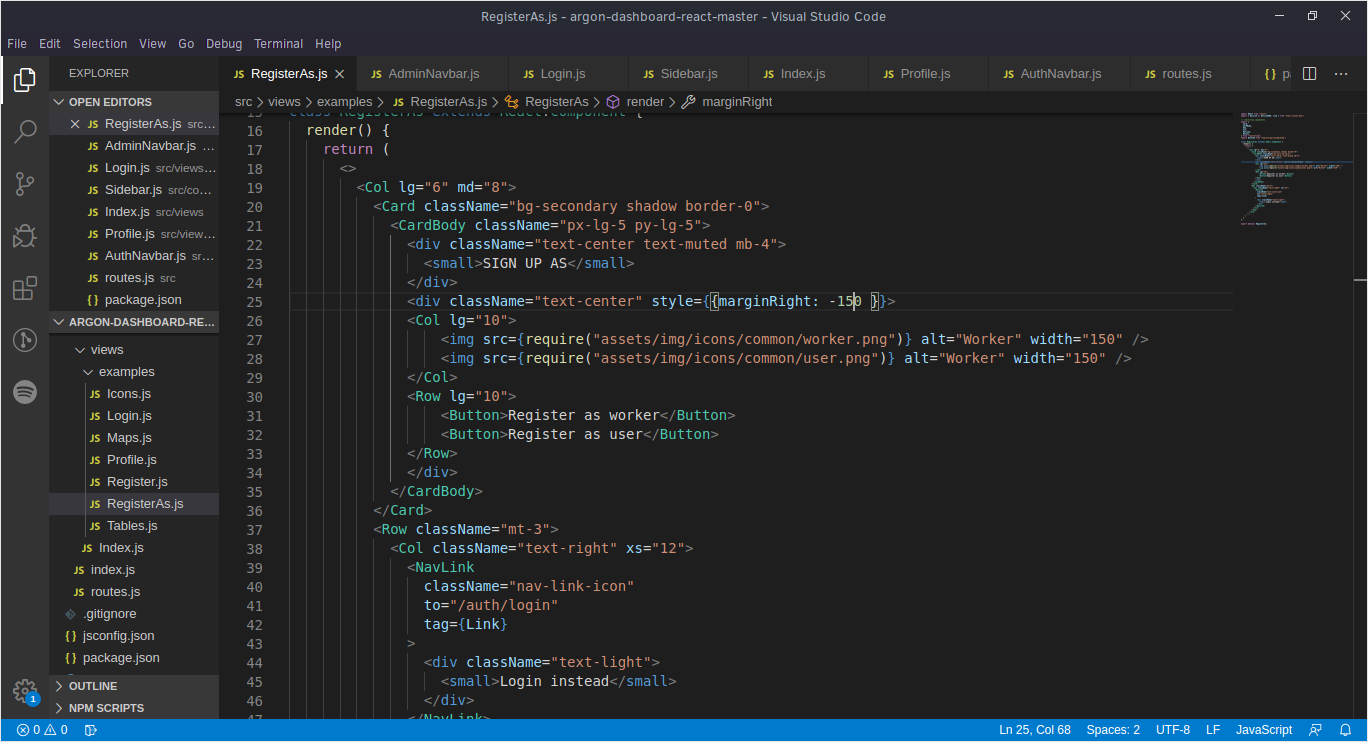 RegisterAs.js - argon-dashboard-react-master - Visual Studio Code
File Edit Selection View Go Debug Terminal Help
EXPLORER
OPEN EDITORS
JS RegisterAs.js src...
JS AdminNavbar.js ...
JS Login.js src/views...
JS Sidebar.js src/co...
JS Index.js src/views
JS Profile.js src/view...
JS AuthNavbar.js sr...
JS routes.js src
{} package.json
ARGON-DASHBOARD-RE...
views
examples
JS Icons.js
JS Login.js
JS Maps.js
JS Profile.js
JS Register.js
JS RegisterAs.js
JS Tables.js
JS Index.js
JS index.js
JS routes.js
.gitignore
{} jsconfig.json
{} package.json
OUTLINE
NPM SCRIPTS
1
JS RegisterAs.js JS AdminNavbar.js JS Login.js JS Sidebar.js JS Index.js JS Profile.js JS AuthNavbar.js JS routes.js {} p
src > views > examples > JS RegisterAs.js > RegisterAs > render > marginRight
15 class RegisterAs extends React.Component {
16 render() {
17 return (
18 <>
19 <Col lg="6" md="8">
20 <Card className="bg-secondary shadow border-0">
21 <CardBody className="px-lg-5 py-lg-5">
22 <div className="text-center text-muted mb-4">
23 <small>SIGN UP AS</small>
24 </div>
25 <div className="text-center" style={{marginRight: -150 }}>
26 <Col lg="10">
27 <img src={require("assets/img/icons/common/worker.png")} alt="Worker" width="150" />
28 <img src={require("assets/img/icons/common/user.png")} alt="Worker" width="150" />
29 </Col>
30 <Row lg="10">
31 <Button>Register as worker</Button>
32 <Button>Register as user</Button>
33 </Row>
34 </div>
35 </CardBody>
36 </Card>
37 <Row className="mt-3">
38 <Col className="text-right" xs="12">
39 <NavLink
40 className="nav-link-icon"
41 to="/auth/login"
42 tag={Link}
43 >
44 <div className="text-light">
45 <small>Login instead</small>
46 </div>
47 </NavLink>
0 0 Ln 25, Col 68 Spaces: 2 UTF-8 LF JavaScript